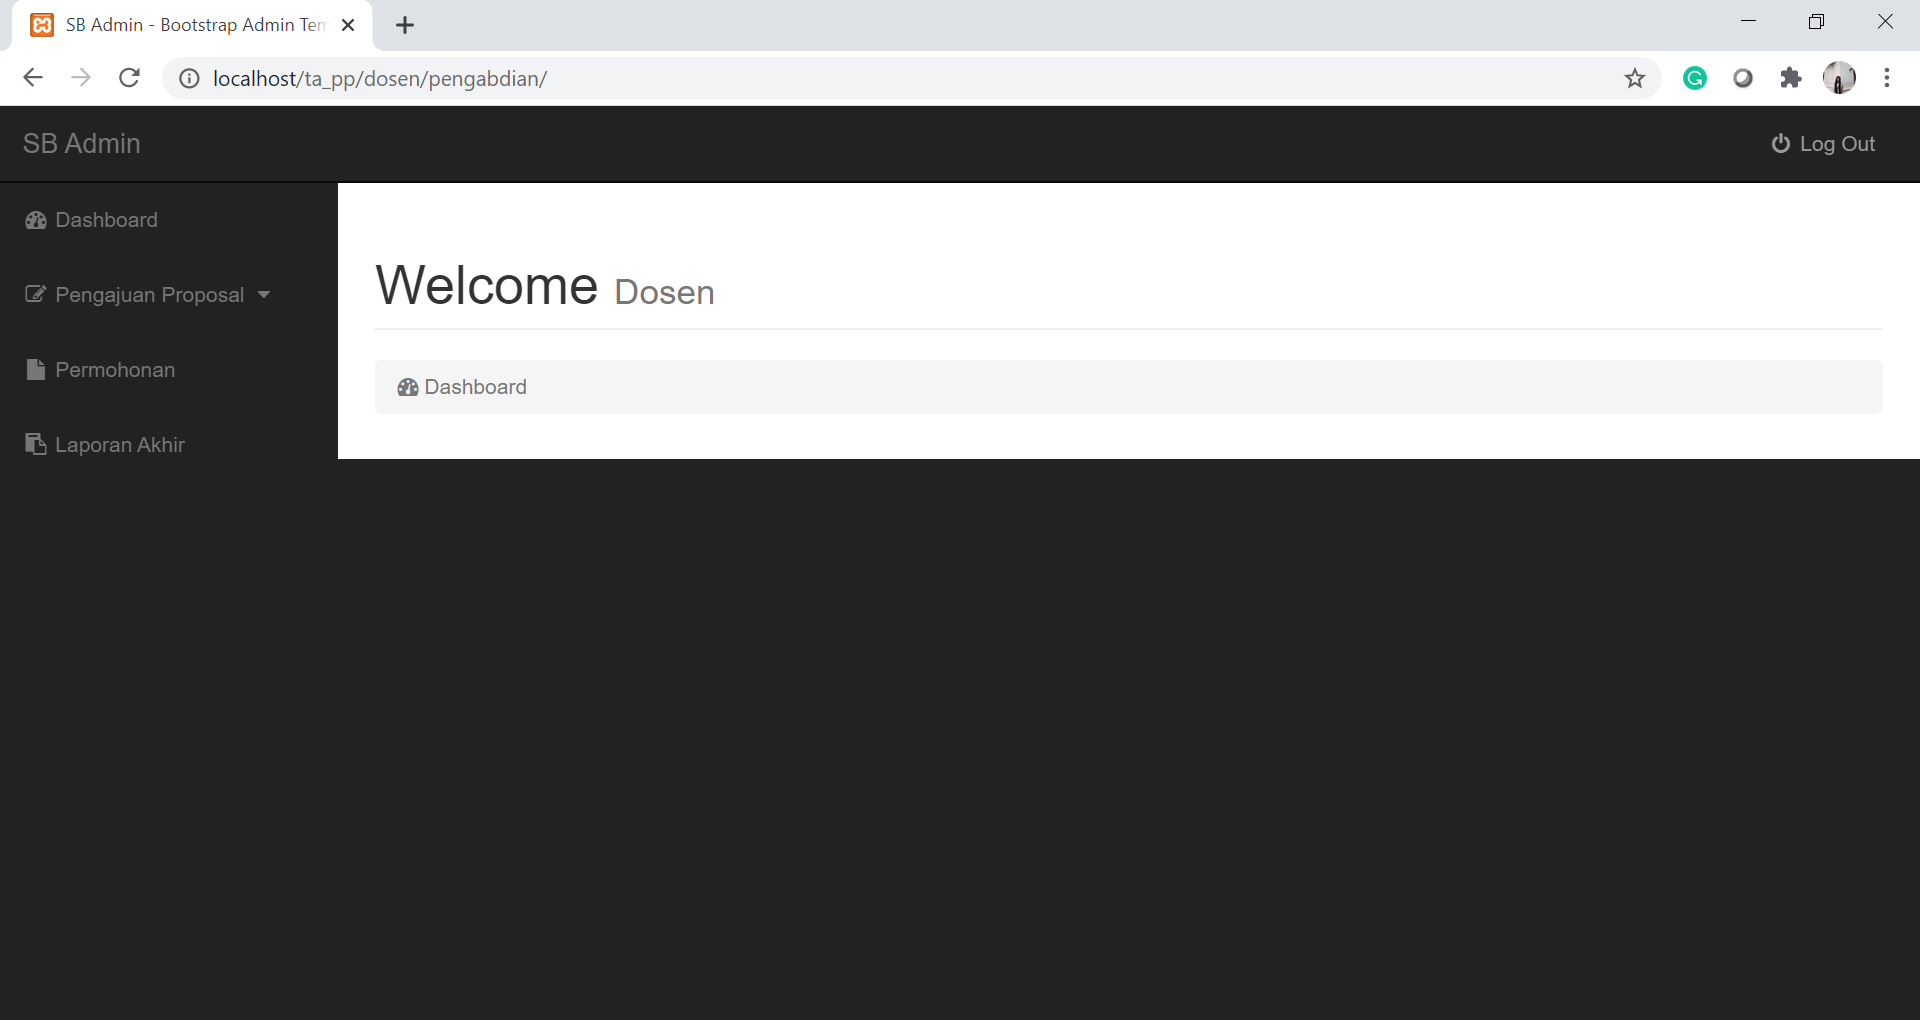 SB Admin - Bootstrap Admin Tem
localhost/ta_pp/dosen/pengabdian/
SB Admin
Log Out
Dashboard
Pengajuan Proposal
Permohonan
Laporan Akhir
Welcome Dosen
Dashboard